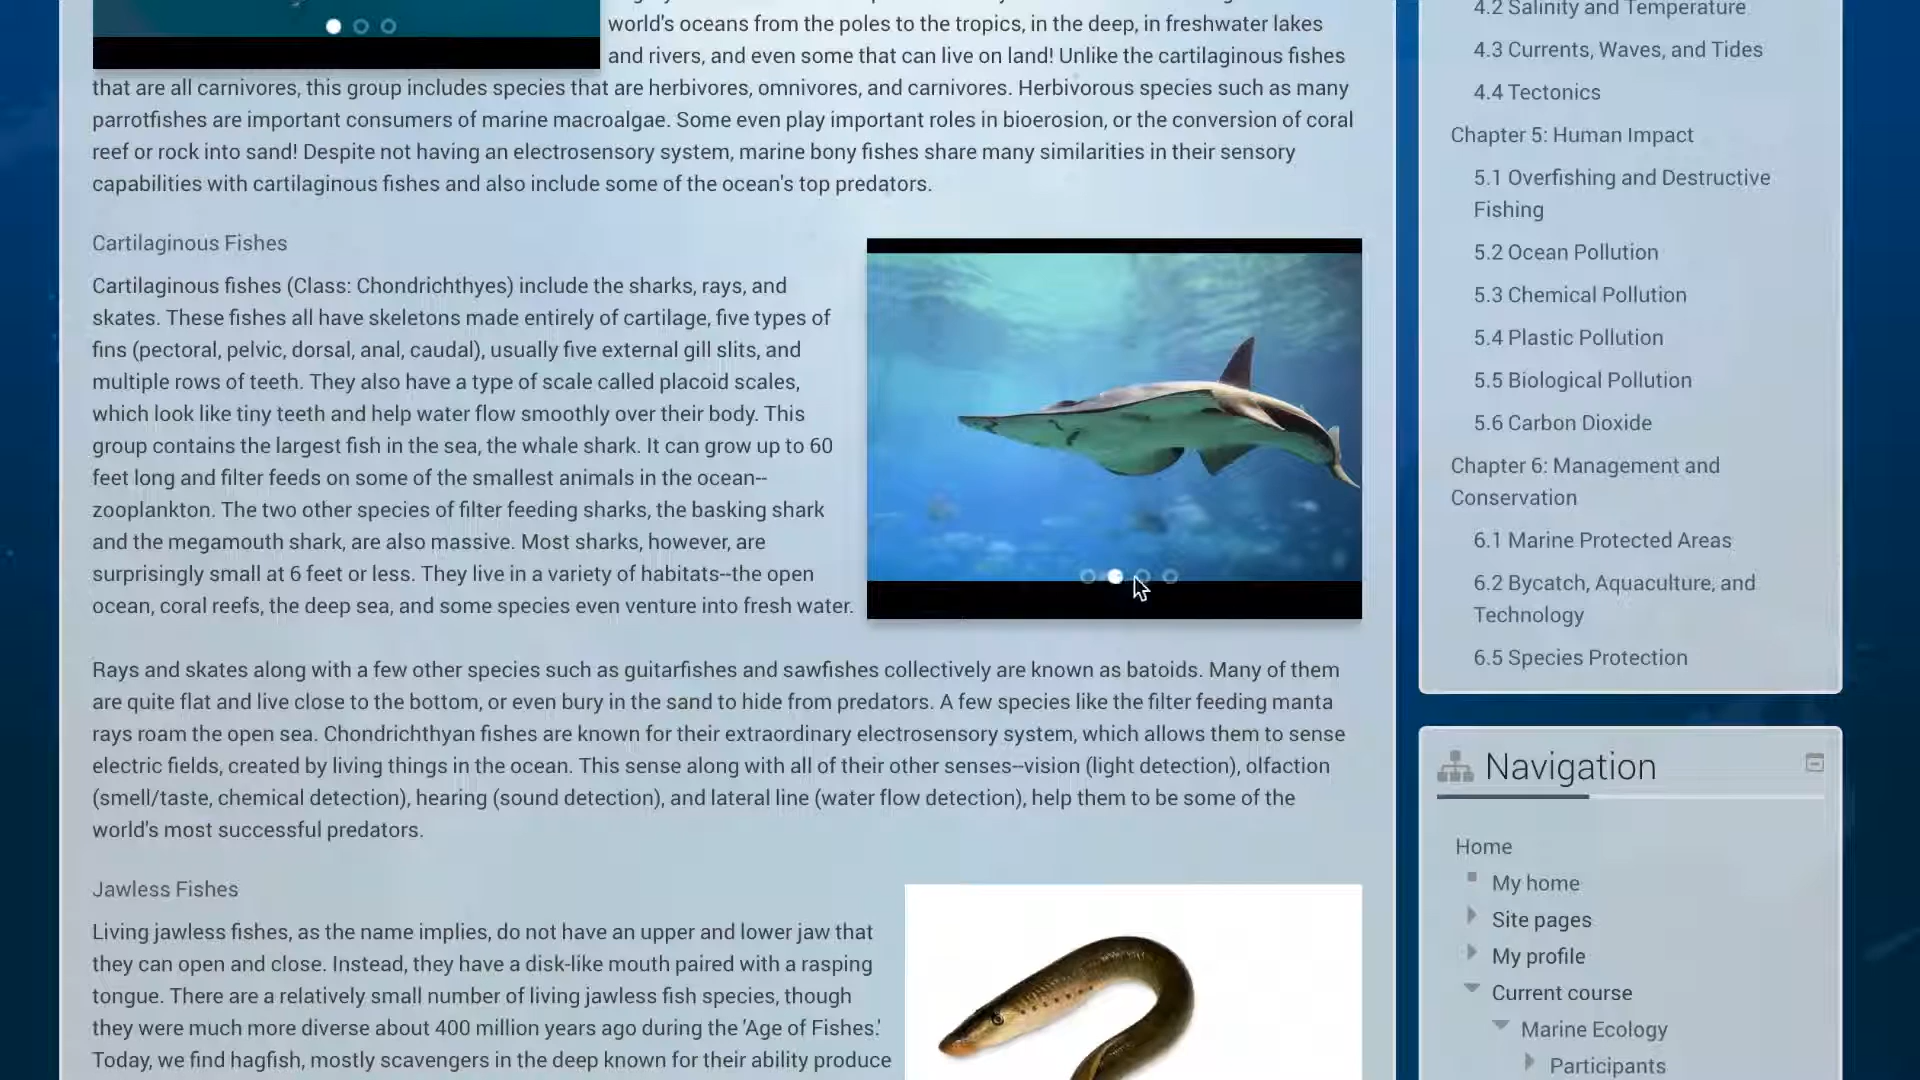 world's oceans from the poles to the tropics, in the deep, in freshwater lakes
and rivers, and even some that can live on land! Unlike the cartilaginous fishes
that are all carnivores, this group includes species that are herbivores, omnivores, and carnivores. Herbivorous species such as many
parrotfishes are important consumers of marine macroalgae. Some even play important roles in bioerosion, or the conversion of coral
reef or rock into sand! Despite not having an electrosensory system, marine bony fishes share many similarities in their sensory
capabilities with cartilaginous fishes and also include some of the ocean's top predators.
Cartilaginous Fishes
Cartilaginous fishes (Class: Chondrichthyes) include the sharks, rays, and
skates. These fishes all have skeletons made entirely of cartilage, five types of
fins (pectoral, pelvic, dorsal, anal, caudal), usually five external gill slits, and
multiple rows of teeth. They also have a type of scale called placoid scales,
which look like tiny teeth and help water flow smoothly over their body. This
group contains the largest fish in the sea, the whale shark. It can grow up to 60
feet long and filter feeds on some of the smallest animals in the ocean--
zooplankton. The two other species of filter feeding sharks, the basking shark
and the megamouth shark, are also massive. Most sharks, however, are
surprisingly small at 6 feet or less. They live in a variety of habitats--the open
ocean, coral reefs, the deep sea, and some species even venture into fresh water.
Rays and skates along with a few other species such as guitarfishes and sawfishes collectively are known as batoids. Many of them
are quite flat and live close to the bottom, or even bury in the sand to hide from predators. A few species like the filter feeding manta
rays roam the open sea. Chondrichthyan fishes are known for their extraordinary electrosensory system, which allows them to sense
electric fields, created by living things in the ocean. This sense along with all of their other senses--vision (light detection), olfaction
(smell/taste, chemical detection), hearing (sound detection), and lateral line (water flow detection), help them to be some of the
world's most successful predators.
Jawless Fishes
Living jawless fishes, as the name implies, do not have an upper and lower jaw that
they can open and close. Instead, they have a disk-like mouth paired with a rasping
tongue. There are a relatively small number of living jawless fish species, though
they were much more diverse about 400 million years ago during the 'Age of Fishes.'
Today, we find hagfish, mostly scavengers in the deep known for their ability produce
4.2 Salinity and Temperature
4.3 Currents, Waves, and Tides
4.4 Tectonics
Chapter 5: Human Impact
5.1 Overfishing and Destructive
Fishing
5.2 Ocean Pollution
5.3 Chemical Pollution
5.4 Plastic Pollution
5.5 Biological Pollution
5.6 Carbon Dioxide
Chapter 6: Management and
Conservation
6.1 Marine Protected Areas
6.2 Bycatch, Aquaculture, and
Technology
6.5 Species Protection
Navigation
Home
My home
Site pages
My profile
Current course
Marine Ecology
Participants